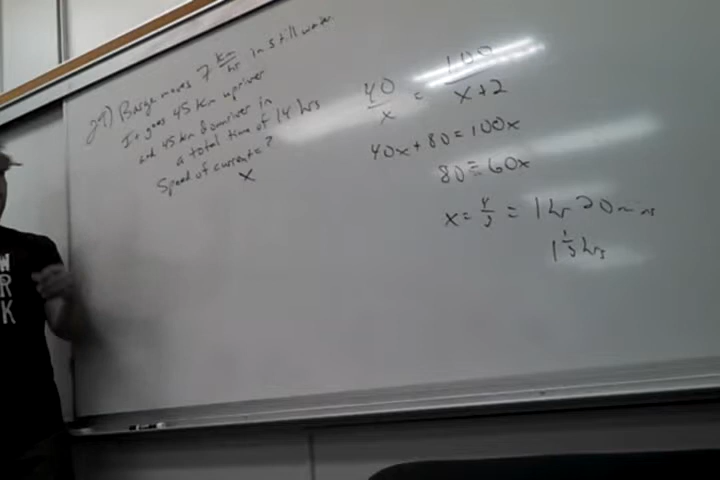 29) Barge moves 7 km/hr in still water.
It goes 45 km upriver
and 45 km downriver in
a total time of 14 hrs
Speed of current = ?
x
40/x = 100/x+2
40x + 80 = 100x
80 = 60x
x = 4/3 = 1 hr 20 mins
1 1/3 hrs
W
R
K